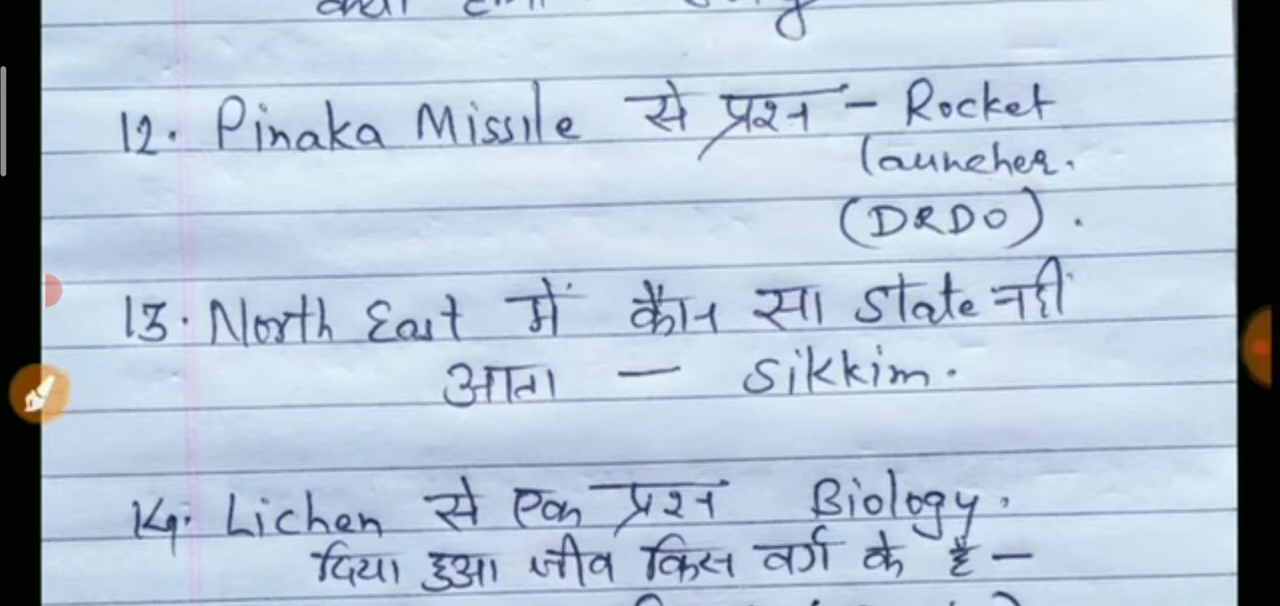 12. Pinaka Missile से प्रश्न - Rocket
launcher.
(DRDO).
13. North East में कौन सा state नहीं
आता - Sikkim.
14. Lichen से एक प्रश्न Biology.
दिया हुआ जीव किस वर्ग के है -